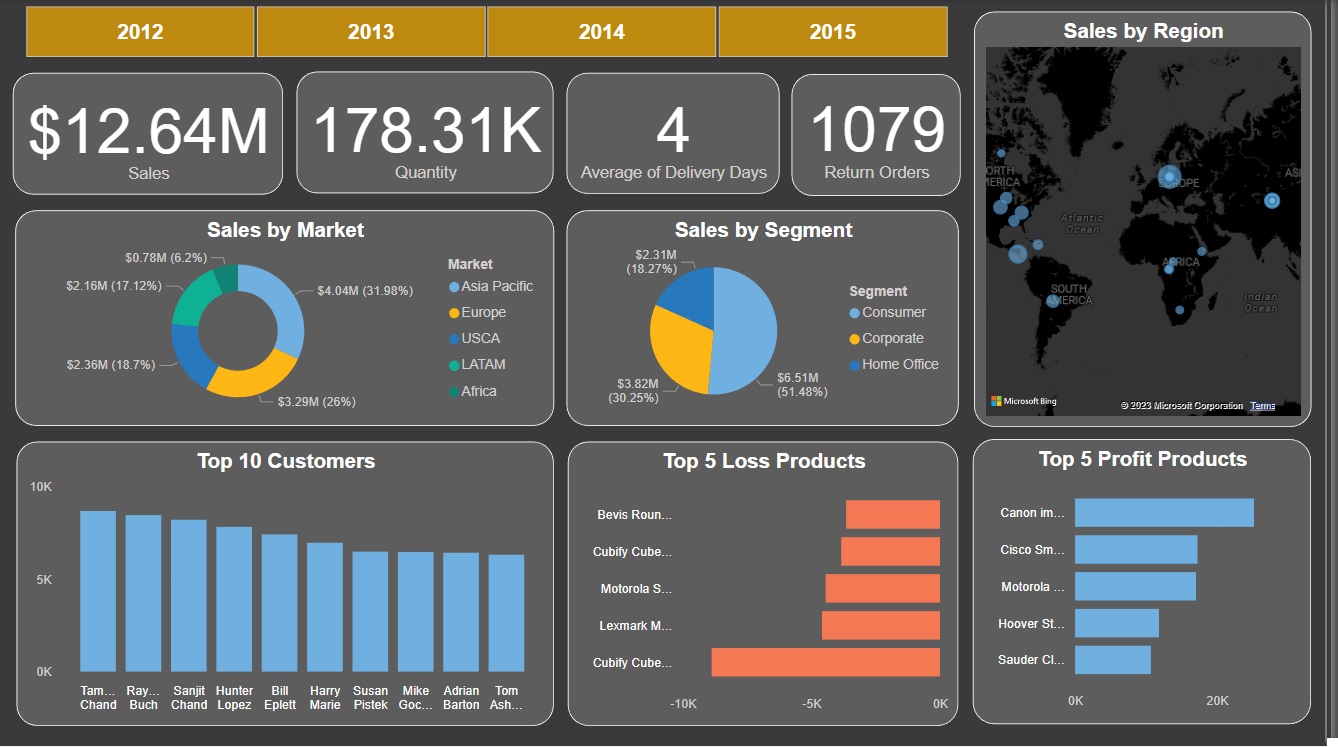 2012
2013
2014
2015
$12.64M
Sales
178.31K
Quantity
4
Average of Delivery Days
1079
Return Orders
Sales by Region
NORTH
AMERICA
EUROPE
AS
Atlantic
Ocean
AFRICA
SOUTH
AMERICA
Indian
Ocean
Microsoft Bing
© 2023 Microsoft Corporation Terms
Sales by Market
$0.78M (6.2%)
$2.16M (17.12%)
$2.36M (18.7%)
$4.04M (31.98%)
$3.29M (26%)
Market
Asia Pacific
Europe
USCA
LATAM
Africa
Sales by Segment
$2.31M
(18.27%)
$3.82M
(30.25%)
$6.51M
(51.48%)
Segment
Consumer
Corporate
Home Office
Top 10 Customers
10K
5K
0K
Tam...
Chand
Ray...
Buch
Sanjit
Chand
Hunter
Lopez
Bill
Eplett
Harry
Marie
Susan
Pistek
Mike
Goc...
Adrian
Barton
Tom
Ash...
Top 5 Loss Products
Bevis Roun...
Cubify Cube...
Motorola S...
Lexmark M...
Cubify Cube...
-10K
-5K
0K
Top 5 Profit Products
Canon im...
Cisco Sm...
Motorola ...
Hoover St...
Sauder Cl...
0K
20K